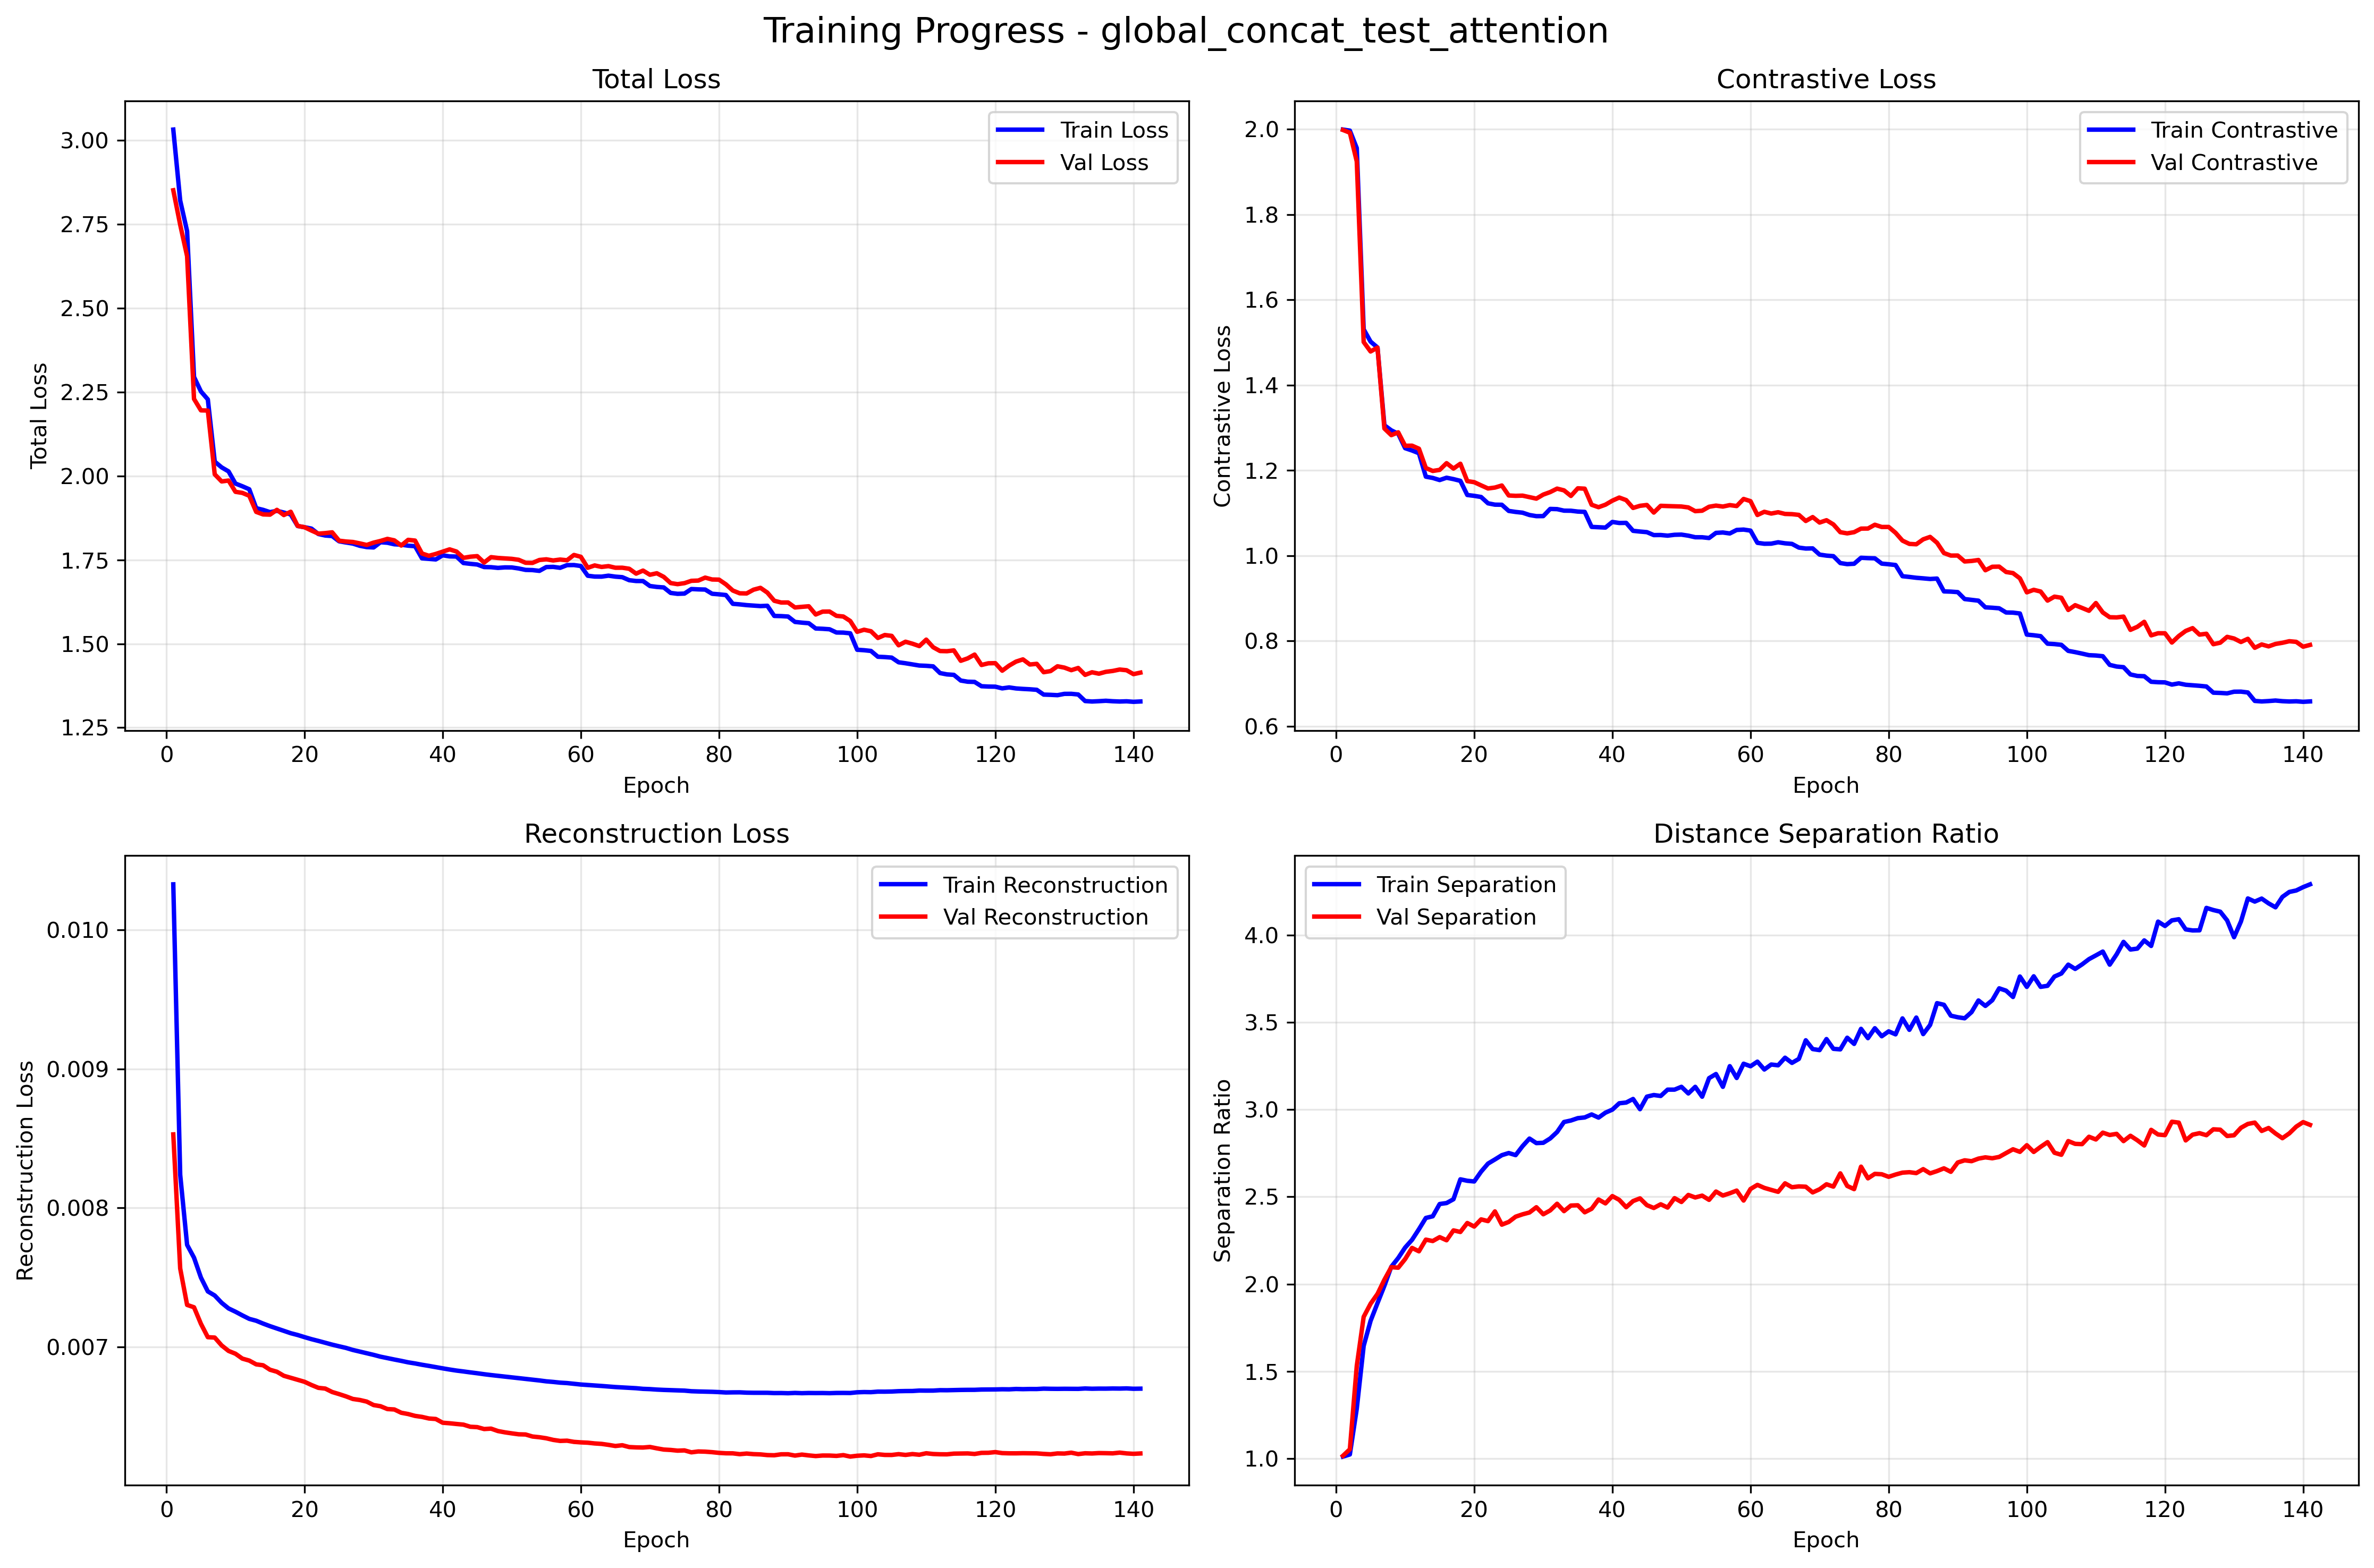 Training Progress - global_concat_test_attention
Total Loss
Total Loss
3.00
2.75
2.50
2.25
2.00
1.75
1.50
1.25
0 20 40 60 80 100 120 140
Epoch
Train Loss
Val Loss
Contrastive Loss
Contrastive Loss
2.0
1.8
1.6
1.4
1.2
1.0
0.8
0.6
0 20 40 60 80 100 120 140
Epoch
Train Contrastive
Val Contrastive
Reconstruction Loss
Reconstruction Loss
0.010
0.009
0.008
0.007
0 20 40 60 80 100 120 140
Epoch
Train Reconstruction
Val Reconstruction
Distance Separation Ratio
Separation Ratio
4.0
3.5
3.0
2.5
2.0
1.5
1.0
0 20 40 60 80 100 120 140
Epoch
Train Separation
Val Separation